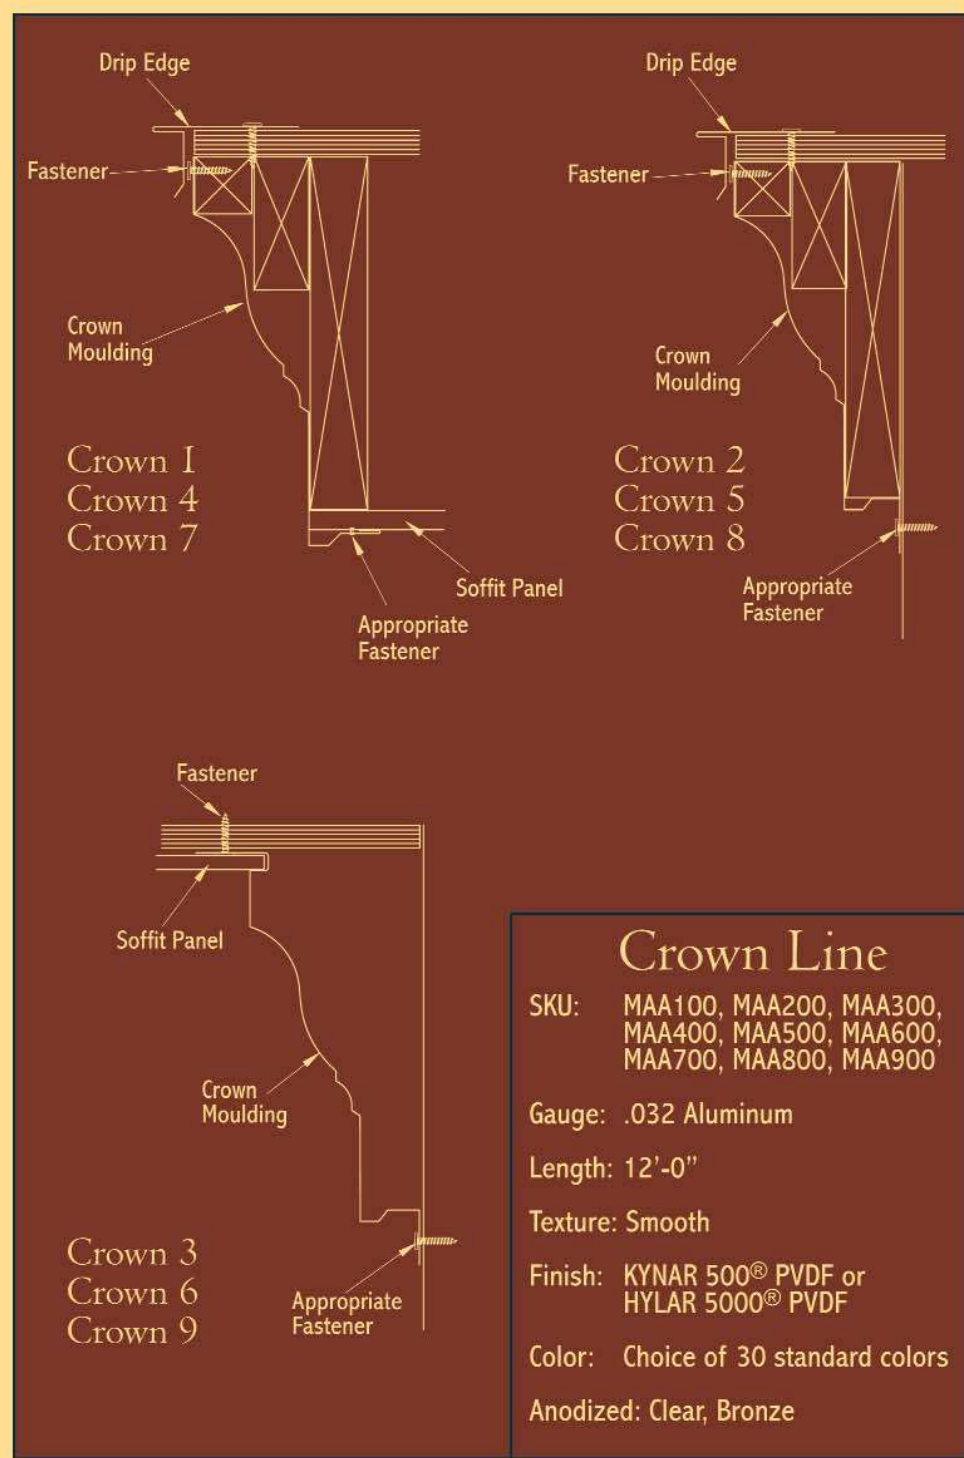 Drip Edge
Fastener
Crown
Moulding
Crown 1
Crown 4
Crown 7
Soffit Panel
Appropriate
Fastener
Drip Edge
Fastener
Crown
Moulding
Crown 2
Crown 5
Crown 8
Appropriate
Fastener
Fastener
Soffit Panel
Crown
Moulding
Crown 3
Crown 6
Crown 9
Appropriate
Fastener
Crown Line
SKU: MAA100, MAA200, MAA300,
MAA400, MAA500, MAA600,
MAA700, MAA800, MAA900
Gauge: .032 Aluminum
Length: 12'-0”
Texture: Smooth
Finish: KYNAR 500® PVDF or
HYLAR 5000® PVDF
Color: Choice of 30 standard colors
Anodized: Clear, Bronze